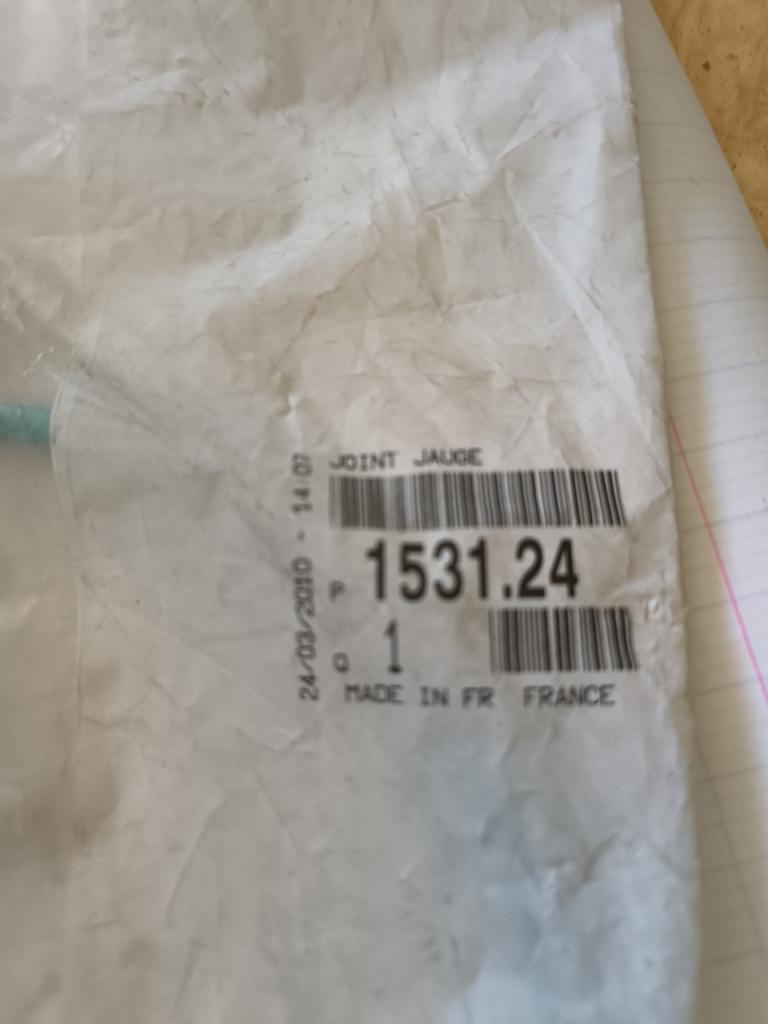 JOINT JAUGE
P 1531.24
Q 1
MADE IN FR FRANCE
24/03/2010 - 14:07